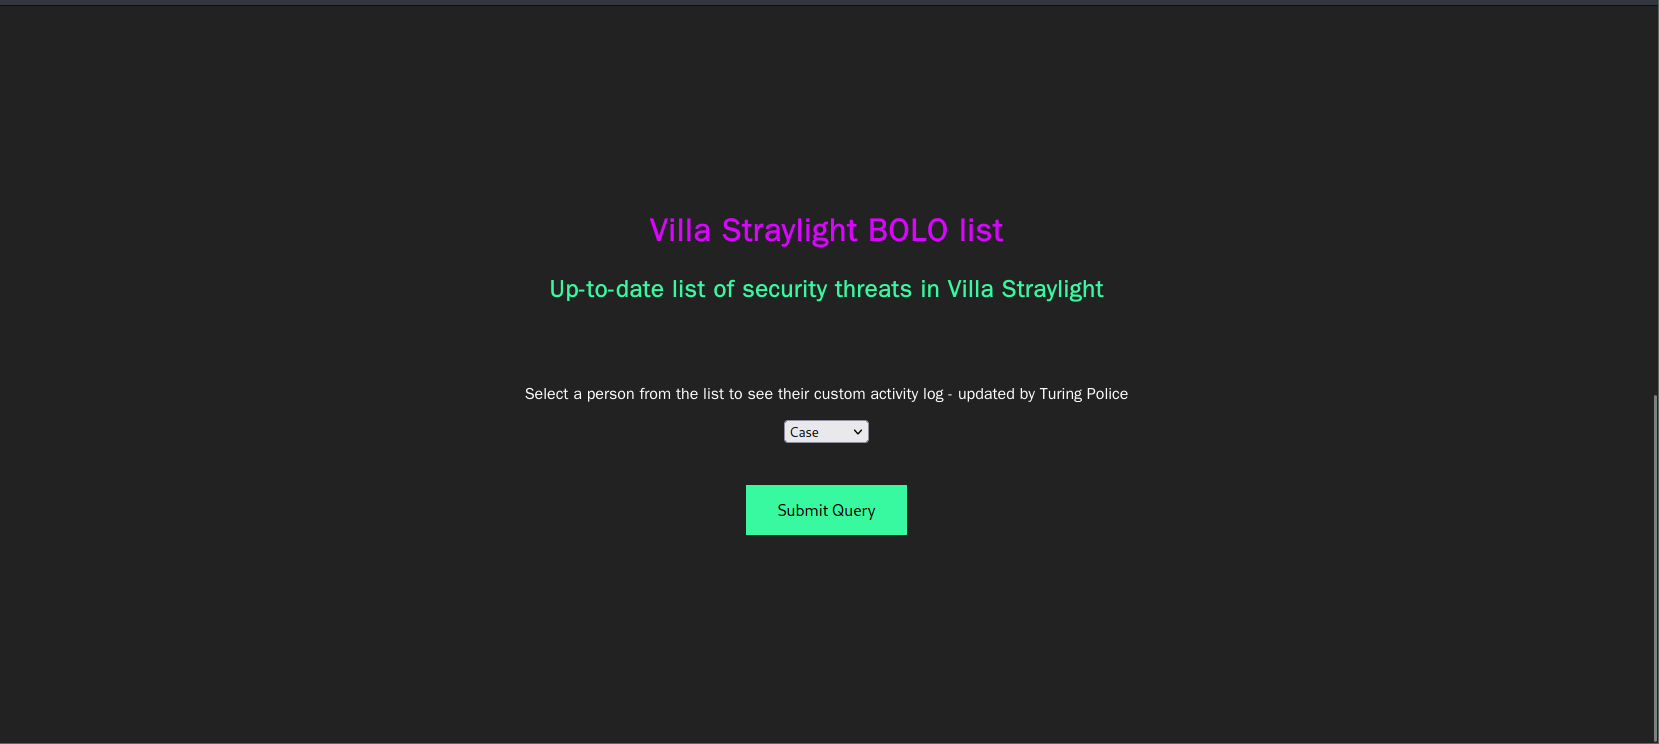 Villa Straylight BOLO list
Up-to-date list of security threats in Villa Straylight
Select a person from the list to see their custom activity log - updated by Turing Police
Case
Submit Query